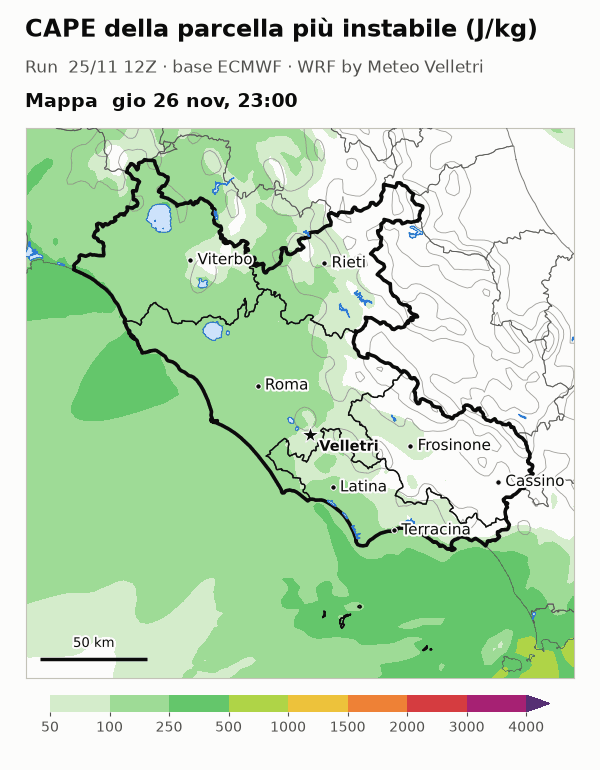 CAPE della parcella più instabile (J/kg)
Run  25/11 12Z · base ECMWF · WRF by Meteo Velletri
Mappa  gio 26 nov, 23:00
Viterbo
Rieti
Roma
Velletri
Frosinone
Latina
Cassino
Terracina
50 km
50 100 250 500 1000 1500 2000 3000 4000